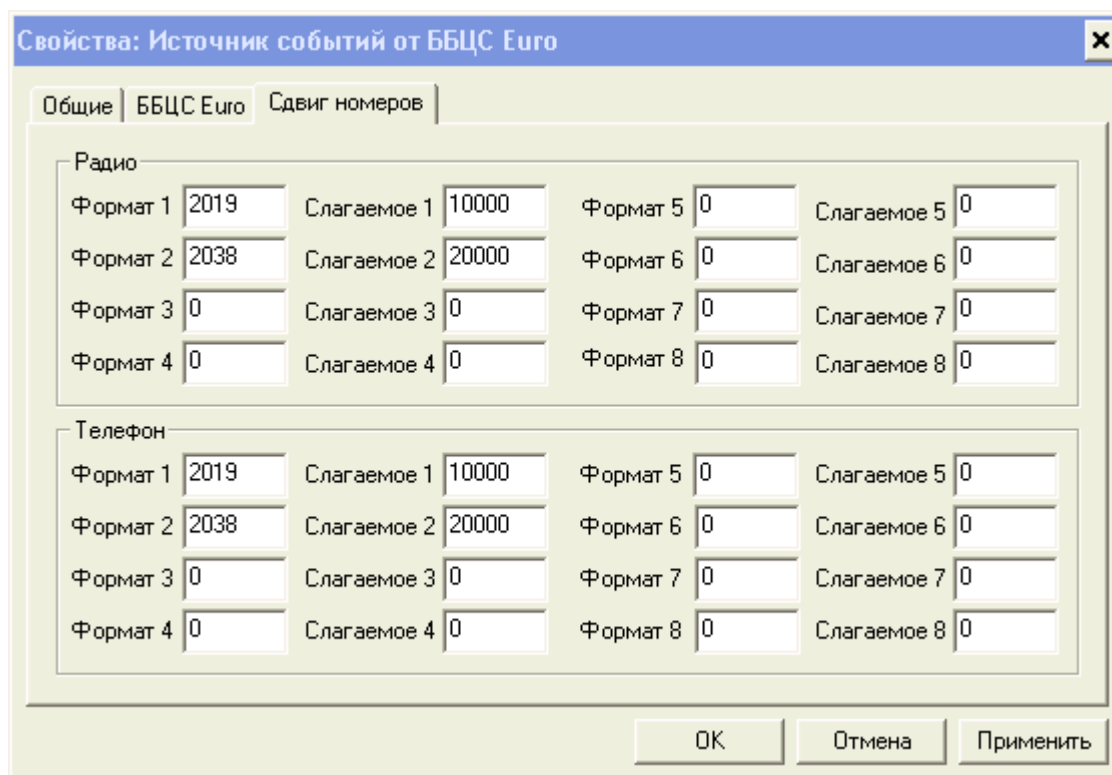 Свойства: Источник событий от ББЦС Euro
Общие ББЦС Euro Сдвиг номеров
Радио
Формат 1 2019 Слагаемое 1 10000 Формат 5 0 Слагаемое 5 0
Формат 2 2038 Слагаемое 2 20000 Формат 6 0 Слагаемое 6 0
Формат 3 0 Слагаемое 3 0 Формат 7 0 Слагаемое 7 0
Формат 4 0 Слагаемое 4 0 Формат 8 0 Слагаемое 8 0
Телефон
Формат 1 2019 Слагаемое 1 10000 Формат 5 0 Слагаемое 5 0
Формат 2 2038 Слагаемое 2 20000 Формат 6 0 Слагаемое 6 0
Формат 3 0 Слагаемое 3 0 Формат 7 0 Слагаемое 7 0
Формат 4 0 Слагаемое 4 0 Формат 8 0 Слагаемое 8 0
OK Отмена Применить